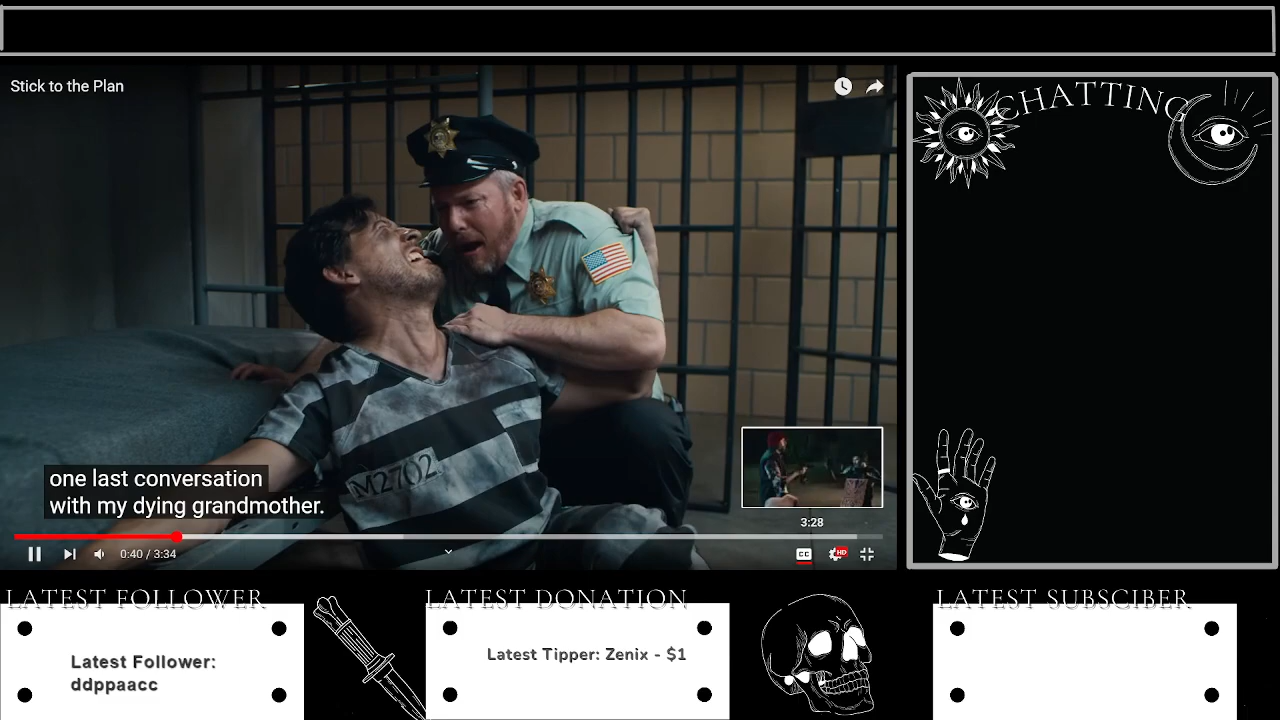 Stick to the Plan
CHATTING
M2702
one last conversation
with my dying grandmother.
3:28
0:40 / 3:34
CC
HD
LATEST FOLLOWER
LATEST DONATION
LATEST SUBSCIBER
Latest Follower:
ddppaacc
Latest Tipper: Zenix - $1